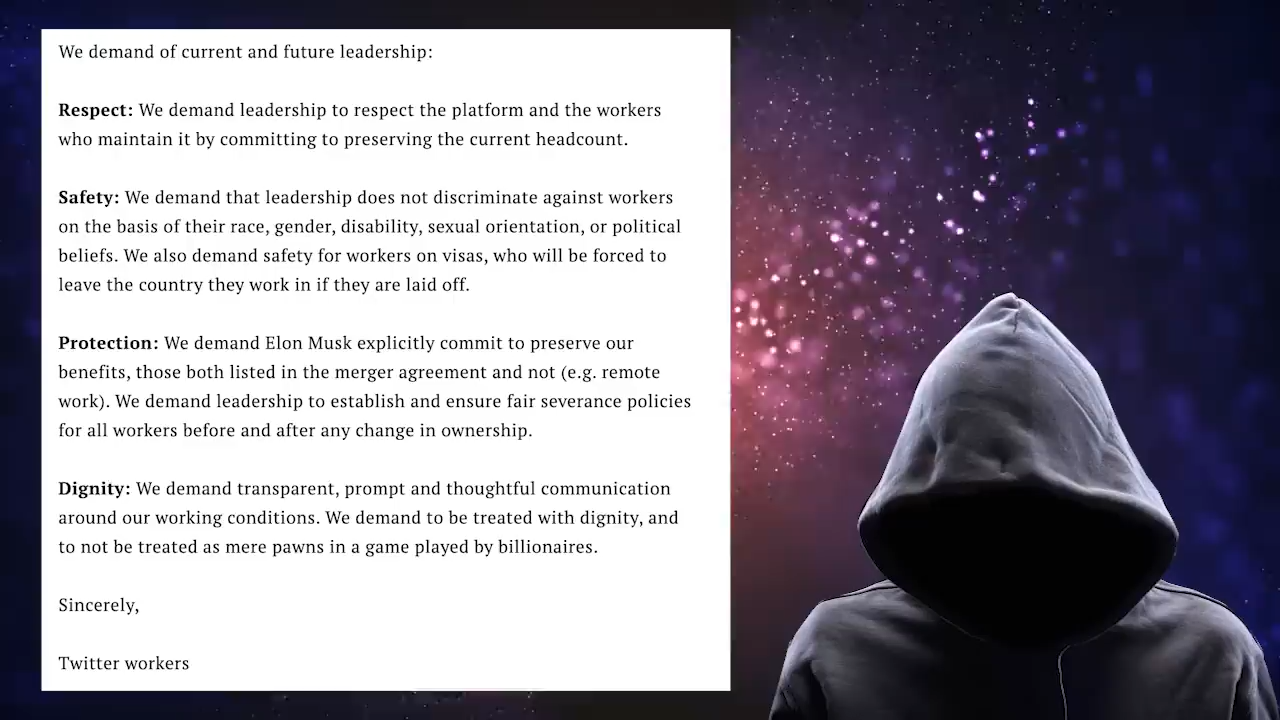 We demand of current and future leadership:
Respect: We demand leadership to respect the platform and the workers
who maintain it by committing to preserving the current headcount.
Safety: We demand that leadership does not discriminate against workers
on the basis of their race, gender, disability, sexual orientation, or political
beliefs. We also demand safety for workers on visas, who will be forced to
leave the country they work in if they are laid off.
Protection: We demand Elon Musk explicitly commit to preserve our
benefits, those both listed in the merger agreement and not (e.g. remote
work). We demand leadership to establish and ensure fair severance policies
for all workers before and after any change in ownership.
Dignity: We demand transparent, prompt and thoughtful communication
around our working conditions. We demand to be treated with dignity, and
to not be treated as mere pawns in a game played by billionaires.
Sincerely,
Twitter workers